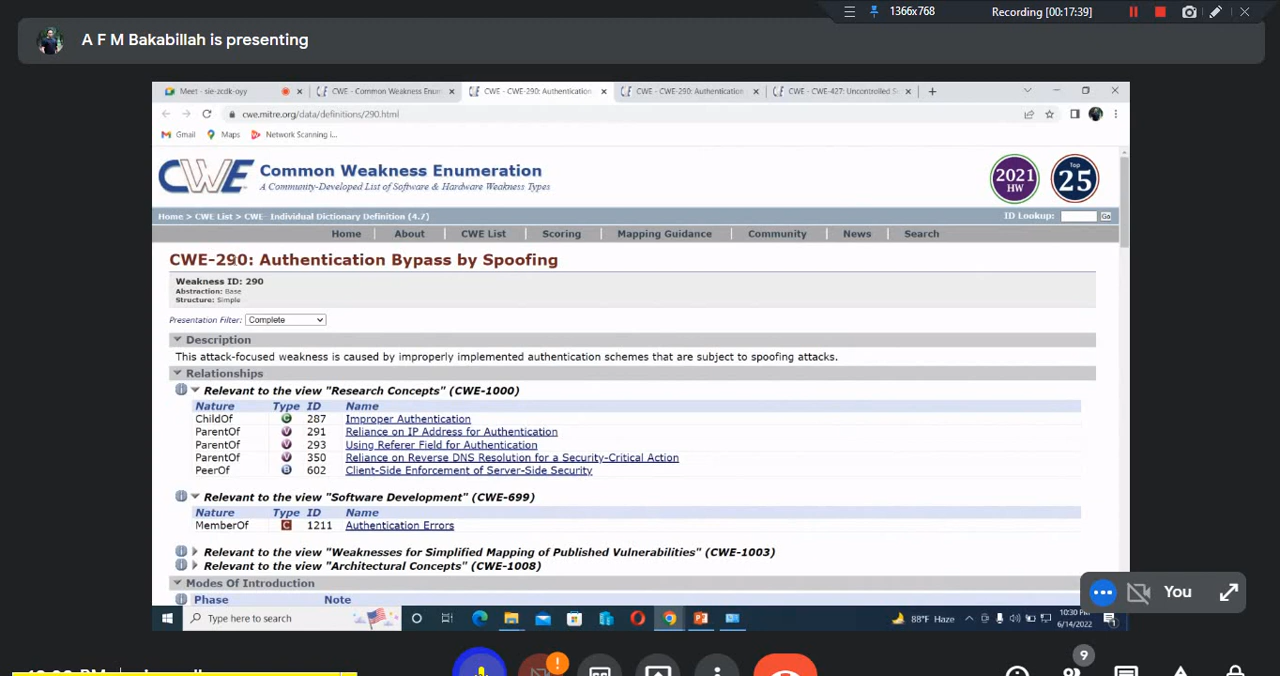 1366x768
Recording [00:17:39]
A F M Bakabillah is presenting
Meet - sie-zcdk-oyy
CWE - Common Weakness Enum
CWE - CWE-290: Authentication
CWE - CWE-290: Authentication
CWE - CWE-427: Uncontrolled S
cwe.mitre.org/data/definitions/290.html
Gmail
Maps
Network Scanning i...
CWE
Common Weakness Enumeration
A Community-Developed List of Software & Hardware Weakness Types
2021 HW
Top 25
Home > CWE List > CWE- Individual Dictionary Definition (4.7)
ID Lookup:
Go
Home | About | CWE List | Scoring | Mapping Guidance | Community | News | Search
CWE-290: Authentication Bypass by Spoofing
Weakness ID: 290
Abstraction: Base
Structure: Simple
Presentation Filter: Complete
Description
This attack-focused weakness is caused by improperly implemented authentication schemes that are subject to spoofing attacks.
Relationships
Relevant to the view "Research Concepts" (CWE-1000)
Nature Type ID Name
ChildOf C 287 Improper Authentication
ParentOf V 291 Reliance on IP Address for Authentication
ParentOf V 293 Using Referer Field for Authentication
ParentOf V 350 Reliance on Reverse DNS Resolution for a Security-Critical Action
PeerOf B 602 Client-Side Enforcement of Server-Side Security
Relevant to the view "Software Development" (CWE-699)
Nature Type ID Name
MemberOf C 1211 Authentication Errors
Relevant to the view "Weaknesses for Simplified Mapping of Published Vulnerabilities" (CWE-1003)
Relevant to the view "Architectural Concepts" (CWE-1008)
Modes Of Introduction
Phase Note
You
Type here to search
88°F Haze
10:30 PM
6/14/2022
9